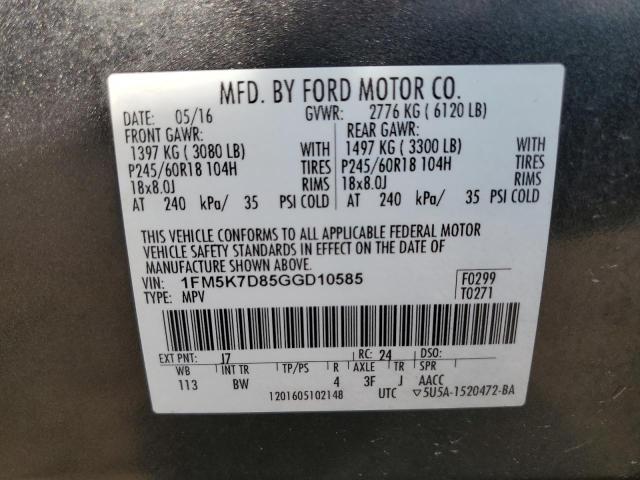 MFD. BY FORD MOTOR CO.
DATE: 05/16 GVWR: 2776 KG ( 6120 LB)
FRONT GAWR: REAR GAWR:
1397 KG ( 3080 LB) WITH 1497 KG ( 3300 LB) WITH
P245/60R18 104H TIRES P245/60R18 104H TIRES
18x8.0J RIMS 18x8.0J RIMS
AT 240 kPa/ 35 PSI COLD AT 240 kPa/ 35 PSI COLD
THIS VEHICLE CONFORMS TO ALL APPLICABLE FEDERAL MOTOR
VEHICLE SAFETY STANDARDS IN EFFECT ON THE DATE OF
MANUFACTURE SHOWN ABOVE.
VIN: 1FM5K7D85GGD10585 F0299
TYPE: MPV T0271
EXT PNT: J7 RC: 24 DSO:
WB INT TR TP/PS R AXLE TR SPR
113 BW 4 3F J AACC
1201605102148 UTC ▽5U5A-1520472-BA